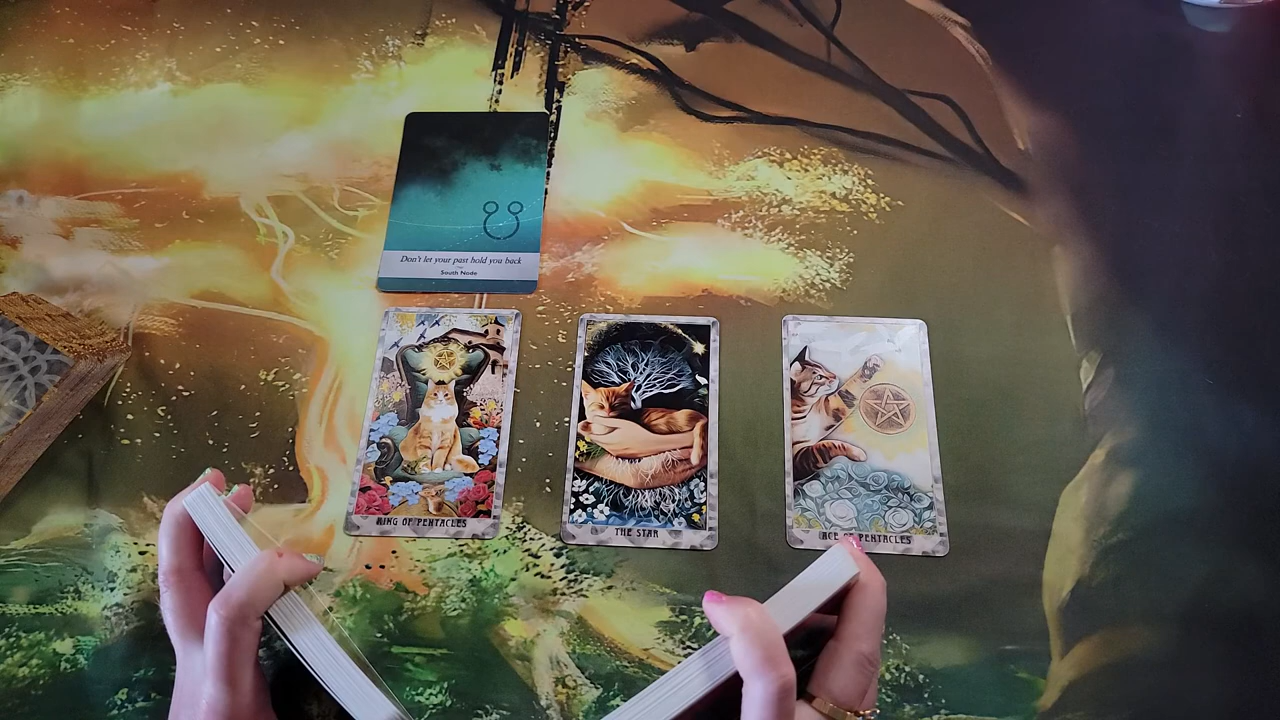 Don't let your past hold you back
South Node
KING OF PENTACLES
THE STAR
ACE OF PENTACLES